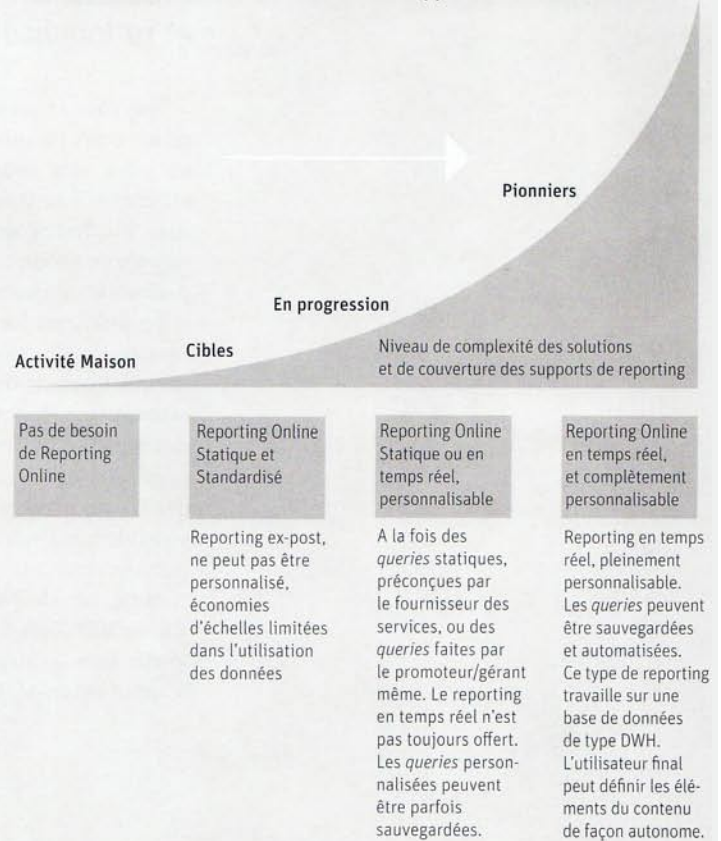 Pionniers
En progression
Cibles
Activité Maison
Niveau de complexité des solutions
et de couverture des supports de reporting
Pas de besoin
de Reporting
Online
Reporting Online
Statique et
Standardisé
Reporting ex-post,
ne peut pas être
personnalisé,
économies
d'échelles limitées
dans l'utilisation
des données
Reporting Online
Statique ou en
temps réel,
personnalisable
A la fois des
queries statiques,
préconçues par
le fournisseur des
services, ou des
queries faites par
le promoteur/gérant
même. Le reporting
en temps réel n'est
pas toujours offert.
Les queries person-
nalisées peuvent
être parfois
sauvegardées.
Reporting Online
en temps réel,
et complètement
personnalisable
Reporting en temps
réel, pleinement
personnalisable.
Les queries peuvent
être sauvegardées
et automatisées.
Ce type de reporting
travaille sur une
base de données
de type DWH.
L'utilisateur final
peut définir les élé-
ments du contenu
de façon autonome.